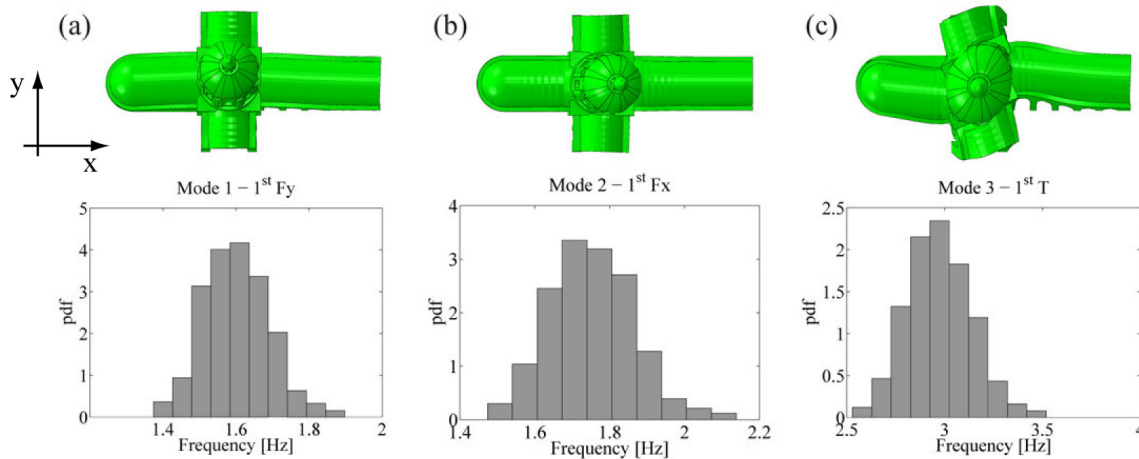 (a)
(b)
(c)
y
x
Mode 1 – 1st Fy
Mode 2 – 1st Fx
Mode 3 – 1st T
5
4
3
2
1
0
pdf
1.4
1.6
1.8
2
Frequency [Hz]
4
3
2
1
0
pdf
1.4
1.6
1.8
2
2.2
Frequency [Hz]
2.5
2
1.5
1
0.5
0
pdf
2.5
3
3.5
4
Frequency [Hz]